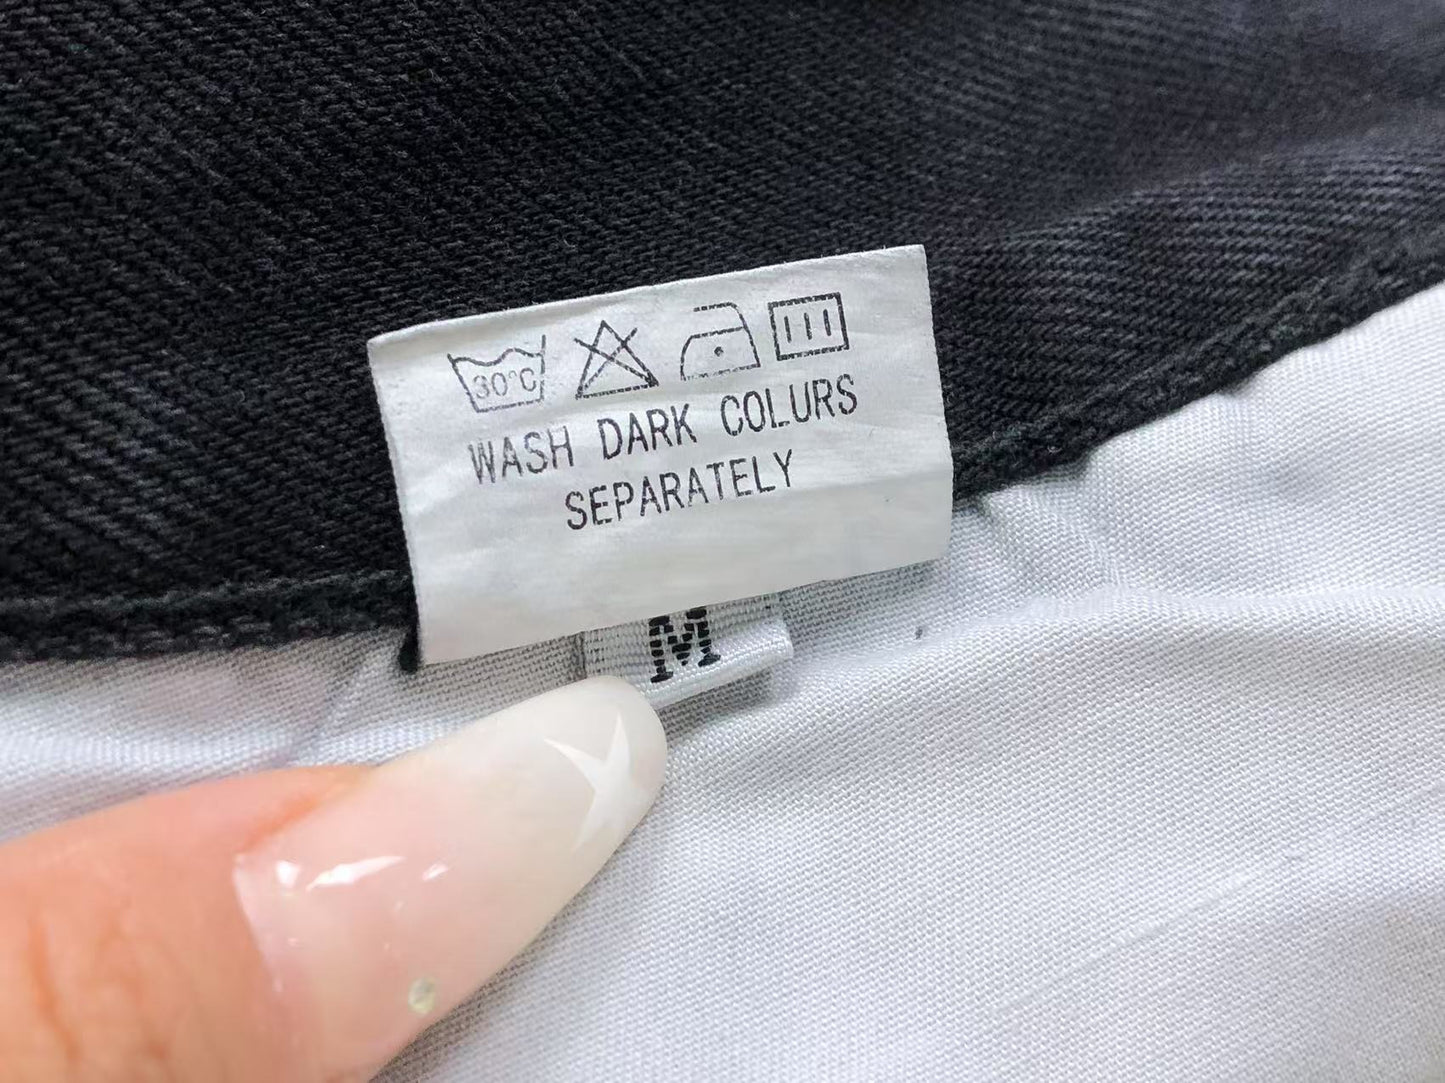 30°C
WASH DARK COLURS
SEPARATELY
M